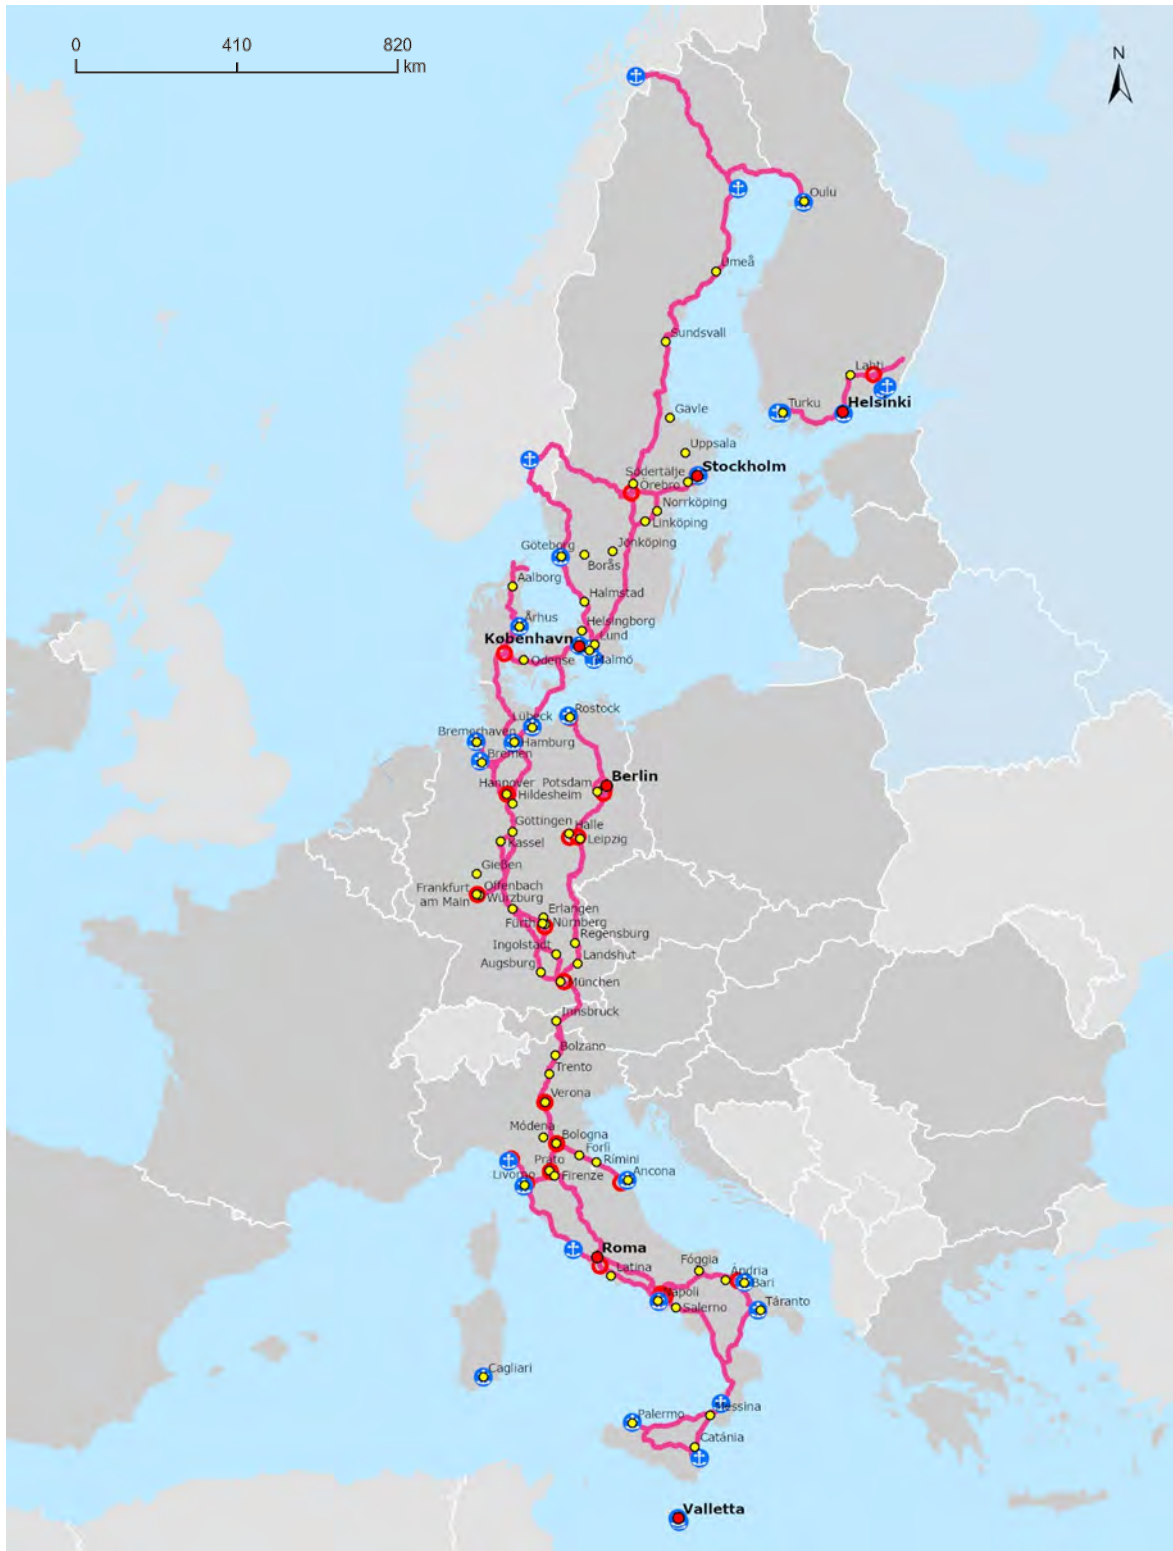 0 410 820
km
N
Oulu
Umeå
Sundsvall
Lahti
Turku
Helsinki
Gävle
Uppsala
Stockholm
Södertälje
Örebro
Norrköping
Linköping
Jönköping
Göteborg
Borås
Aalborg
Halmstad
Århus
Helsingborg
København
Lund
Malmö
Odense
Rostock
Lübeck
Bremerhaven
Hamburg
Bremen
Berlin
Potsdam
Hannover
Hildesheim
Göttingen
Halle
Leipzig
Kassel
Gießen
Frankfurt
am Main
Offenbach
Würzburg
Erlangen
Fürth
Nürnberg
Regensburg
Ingolstadt
Landshut
Augsburg
München
Innsbruck
Bolzano
Trento
Verona
Módena
Bologna
Forlì
Rímini
Prato
Firenze
Livorno
Ancona
Roma
Latina
Fóggia
Ándria
Bari
Napoli
Salerno
Táranto
Cagliari
Messina
Palermo
Catánia
Valletta